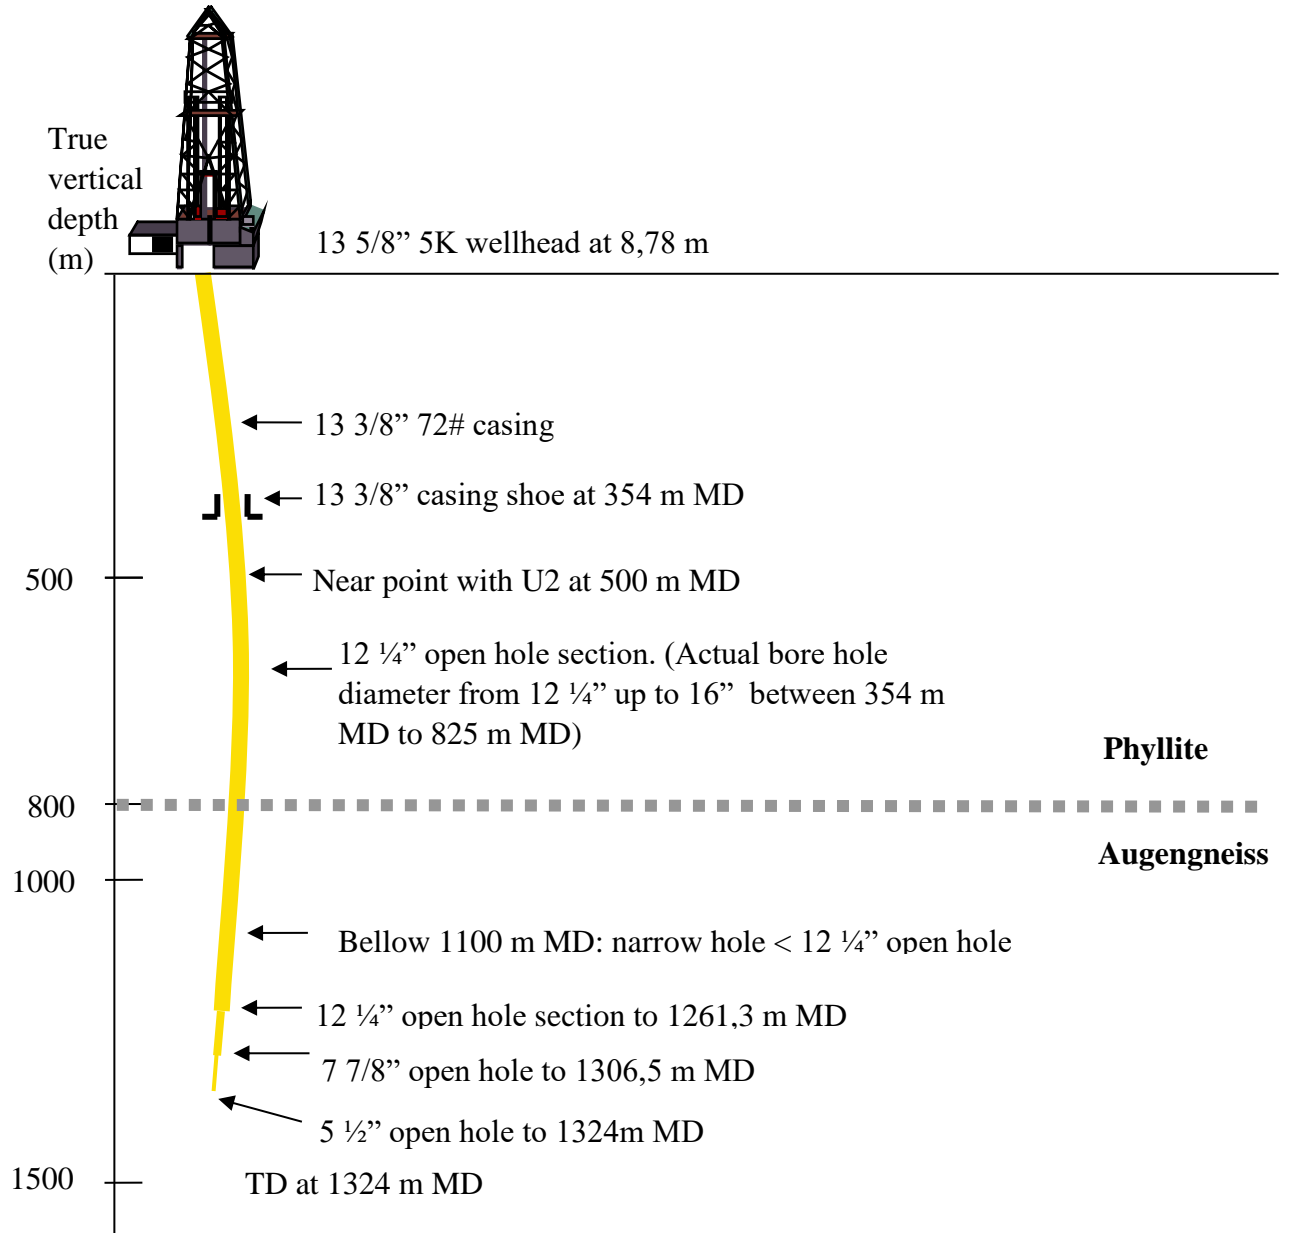 True
vertical
depth
(m)
13 5/8” 5K wellhead at 8,78 m
13 3/8” 72# casing
13 3/8” casing shoe at 354 m MD
500
Near point with U2 at 500 m MD
12 ¼” open hole section. (Actual bore hole
diameter from 12 ¼” up to 16” between 354 m
MD to 825 m MD)
Phyllite
800
Augengneiss
1000
Bellow 1100 m MD: narrow hole < 12 ¼” open hole
12 ¼” open hole section to 1261,3 m MD
7 7/8” open hole to 1306,5 m MD
5 ½” open hole to 1324m MD
1500
TD at 1324 m MD